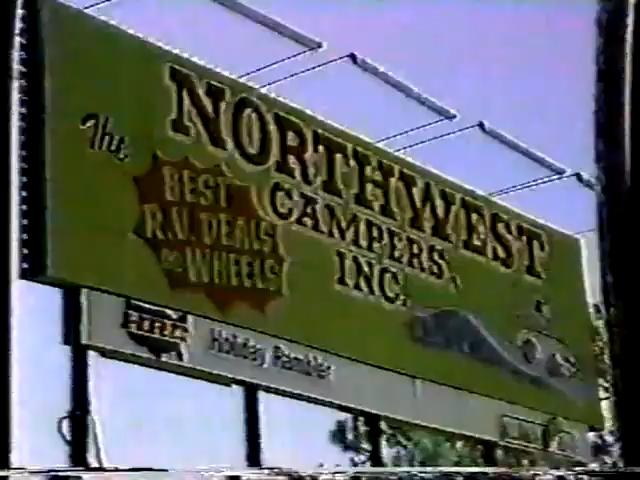 The
NORTHWEST
CAMPERS,
INC.
BEST
R.V. DEALS
ON WHEELS
Holiday Rambler